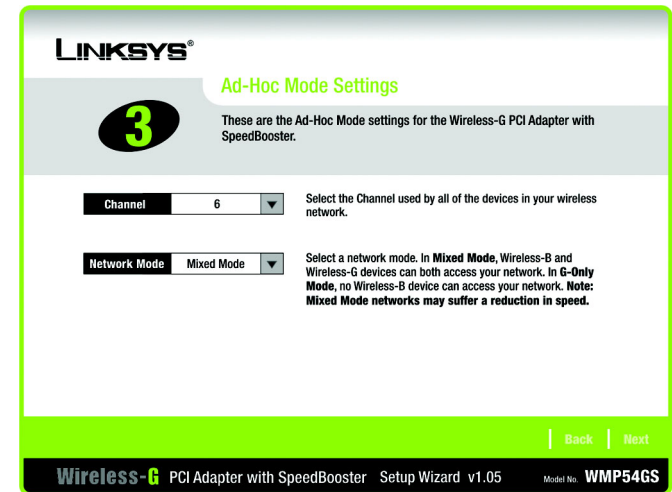 LINKSYS®
Ad-Hoc Mode Settings
3
These are the Ad-Hoc Mode settings for the Wireless-G PCI Adapter with
SpeedBooster.
Channel 6
Select the Channel used by all of the devices in your wireless
network.
Network Mode Mixed Mode
Select a network mode. In Mixed Mode, Wireless-B and
Wireless-G devices can both access your network. In G-Only
Mode, no Wireless-B device can access your network. Note:
Mixed Mode networks may suffer a reduction in speed.
Back Next
Wireless-G PCI Adapter with SpeedBooster Setup Wizard v1.05 Model No. WMP54GS